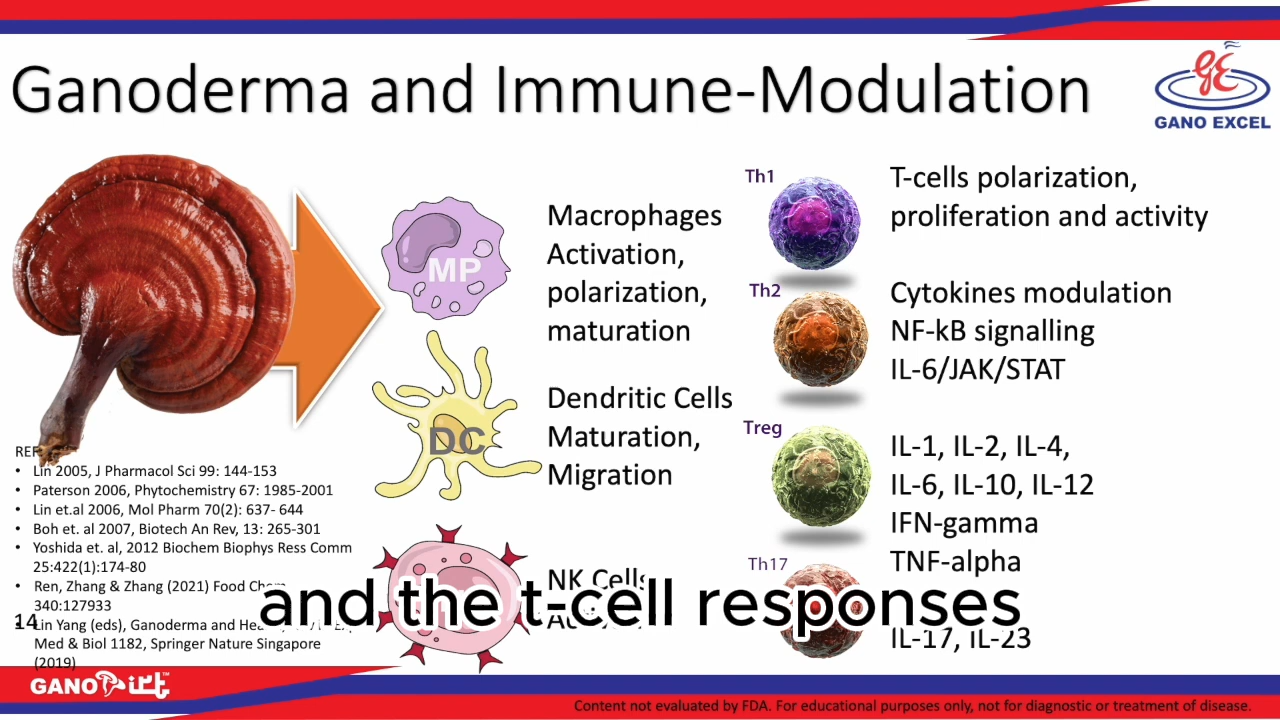 Ganoderma and Immune-Modulation
GE
GANO EXCEL
MP
Macrophages
Activation,
polarization,
maturation
DC
Dendritic Cells
Maturation,
Migration
NK Cells
Th1
T-cells polarization,
proliferation and activity
Th2
Cytokines modulation
NF-kB signalling
IL-6/JAK/STAT
Treg
IL-1, IL-2, IL-4,
IL-6, IL-10, IL-12
IFN-gamma
TNF-alpha
Th17
IL-17, IL-23
• Lin 2005, J Pharmacol Sci 99: 144-153
• Paterson 2006, Phytochemistry 67: 1985-2001
• Lin et.al 2006, Mol Pharm 70(2): 637- 644
• Boh et. al 2007, Biotech An Rev, 13: 265-301
• Yoshida et. al, 2012 Biochem Biophys Ress Comm
25:422(1):174-80
• Ren, Zhang & Zhang (2021) Food Chem
340:127933
14
Lin Yang (eds), Ganoderma and
Med & Biol 1182, Springer Nature Singapore
(2019)
and the t-cell responses
GANO
Content not evaluated by FDA. For educational purposes only, not for diagnostic or treatment of disease.